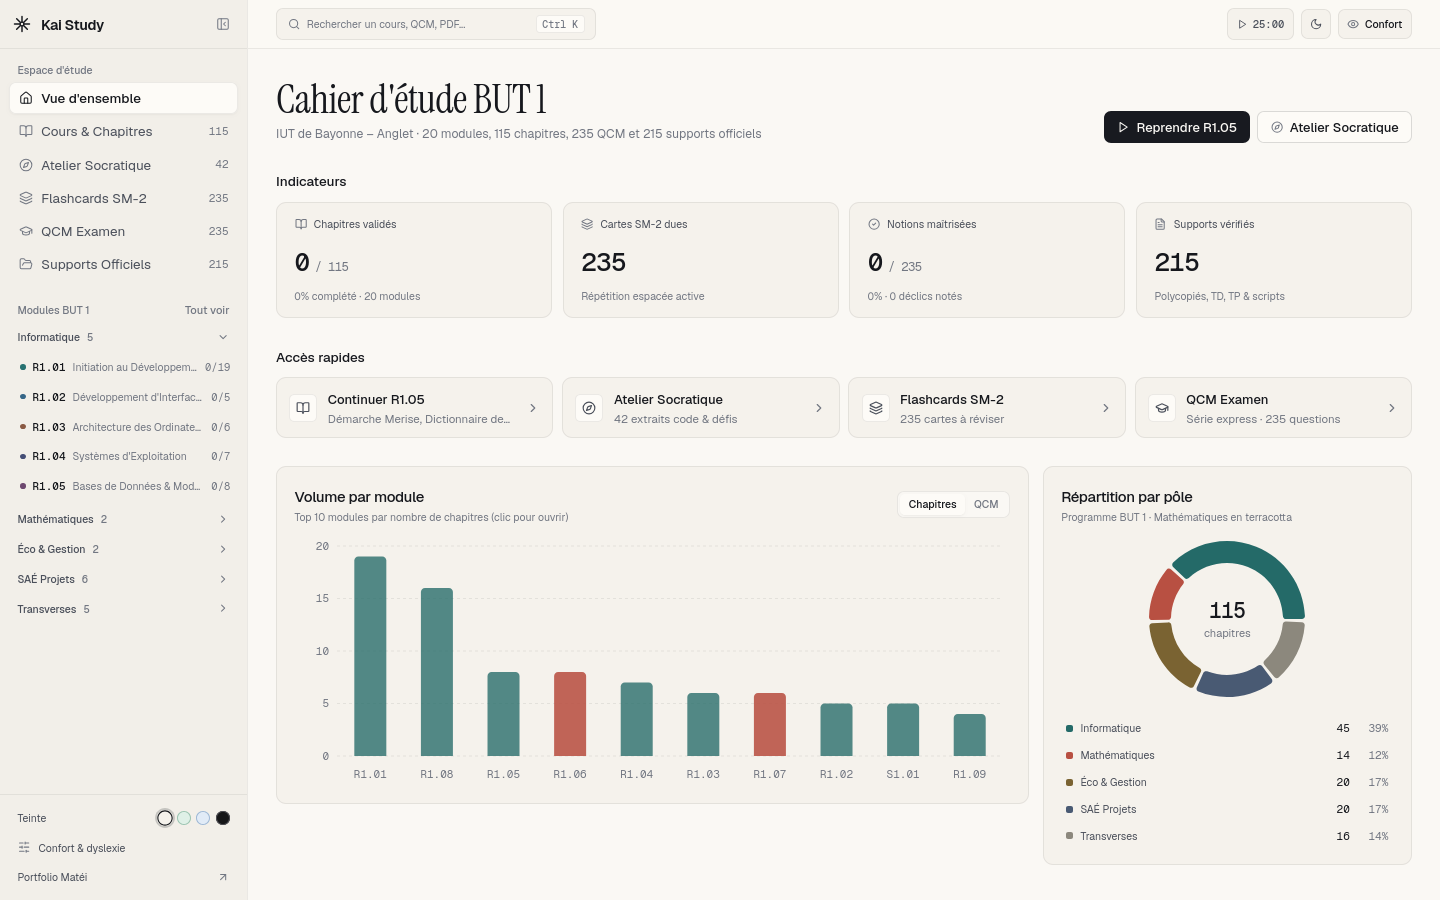 Kai Study
Rechercher un cours, QCM, PDF...
Ctrl K
25:00
Confort
Espace d'étude
Vue d'ensemble
Cours & Chapitres 115
Atelier Socratique 42
Flashcards SM-2 235
QCM Examen 235
Supports Officiels 215
Modules BUT 1 Tout voir
Informatique 5
R1.01 Initiation au Développem... 0/19
R1.02 Développement d'Interfac... 0/5
R1.03 Architecture des Ordinate... 0/6
R1.04 Systèmes d'Exploitation 0/7
R1.05 Bases de Données & Mod... 0/8
Mathématiques 2
Éco & Gestion 2
SAÉ Projets 6
Transverses 5
Teinte
Confort & dyslexie
Portfolio Matéi
Cahier d'étude BUT 1
IUT de Bayonne – Anglet · 20 modules, 115 chapitres, 235 QCM et 215 supports officiels
Reprendre R1.05
Atelier Socratique
Indicateurs
Chapitres validés
0 / 115
0% complété · 20 modules
Cartes SM-2 dues
235
Répétition espacée active
Notions maîtrisées
0 / 235
0% · 0 déclics notés
Supports vérifiés
215
Polycopiés, TD, TP & scripts
Accès rapides
Continuer R1.05
Démarche Merise, Dictionnaire de...
Atelier Socratique
42 extraits code & défis
Flashcards SM-2
235 cartes à réviser
QCM Examen
Série express · 235 questions
Volume par module
Top 10 modules par nombre de chapitres (clic pour ouvrir)
Chapitres QCM
20
15
10
5
0
R1.01 R1.08 R1.05 R1.06 R1.04 R1.03 R1.07 R1.02 S1.01 R1.09
Répartition par pôle
Programme BUT 1 · Mathématiques en terracotta
115
chapitres
Informatique 45 39%
Mathématiques 14 12%
Éco & Gestion 20 17%
SAÉ Projets 20 17%
Transverses 16 14%